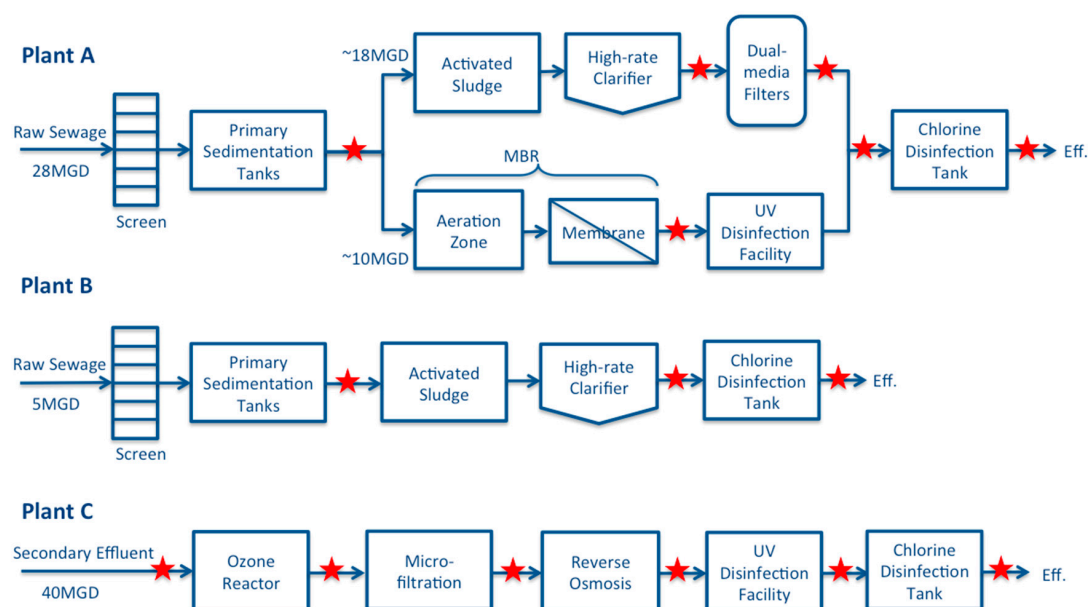 Plant A
Raw Sewage
28MGD
Screen
Primary
Sedimentation
Tanks
~18MGD
Activated
Sludge
High-rate
Clarifier
Dual-
media
Filters
MBR
~10MGD
Aeration
Zone
Membrane
UV
Disinfection
Facility
Chlorine
Disinfection
Tank
Eff.
Plant B
Raw Sewage
5MGD
Screen
Primary
Sedimentation
Tanks
Activated
Sludge
High-rate
Clarifier
Chlorine
Disinfection
Tank
Eff.
Plant C
Secondary Effluent
40MGD
Ozone
Reactor
Micro-
filtration
Reverse
Osmosis
UV
Disinfection
Facility
Chlorine
Disinfection
Tank
Eff.